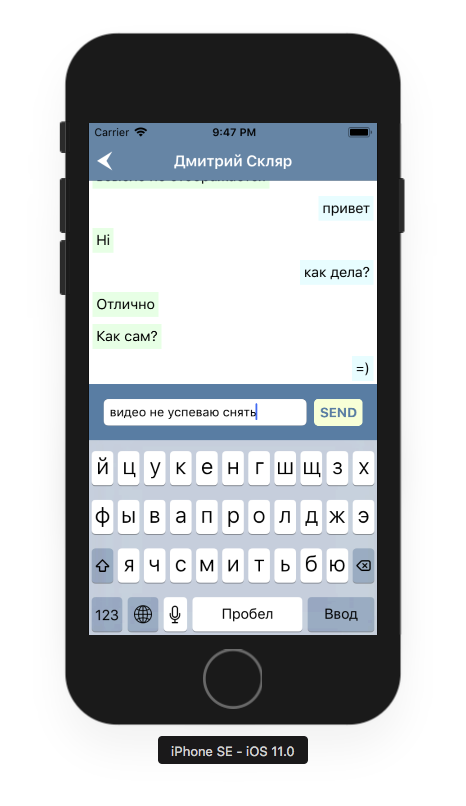 Carrier 9:47 PM
Дмитрий Скляр
привет
Hi
как дела?
Отлично
Как сам?
=)
видео не успеваю снять SEND
й ц у к е н г ш щ з х
ф ы в а п р о л д ж э
я ч с м и т ь б ю
123 Пробел Ввод
iPhone SE - iOS 11.0